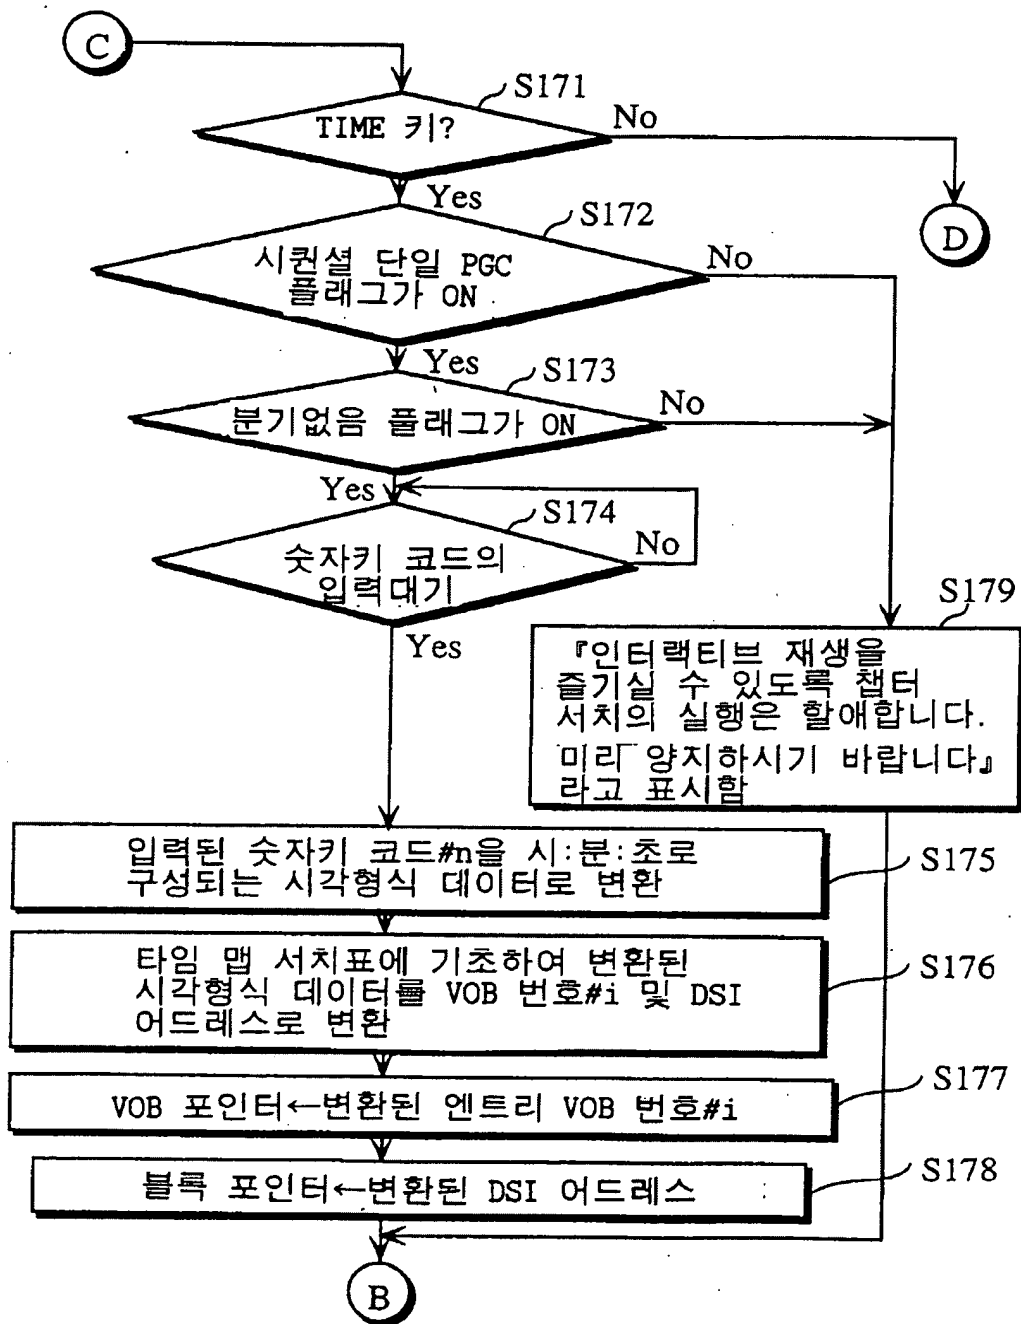 C
S171
TIME 키?
No
Yes
S172
D
시퀀셜 단일 PGC
플래그가 ON
No
Yes
S173
분기없음 플래그가 ON
No
Yes
S174
숫자키 코드의
입력대기
No
Yes
S179
『인터랙티브 재생을
즐기실 수 있도록 챕터
서치의 실행은 할애합니다.
미리 양지하시기 바랍니다』
라고 표시함
입력된 숫자키 코드#n을 시:분:초로
구성되는 시각형식 데이터로 변환
S175
타임 맵 서치표에 기초하여 변환된
시각형식 데이터를 VOB 번호#i 및 DSI
어드레스로 변환
S176
VOB 포인터←변환된 엔트리 VOB 번호#i
S177
블록 포인터←변환된 DSI 어드레스
S178
B